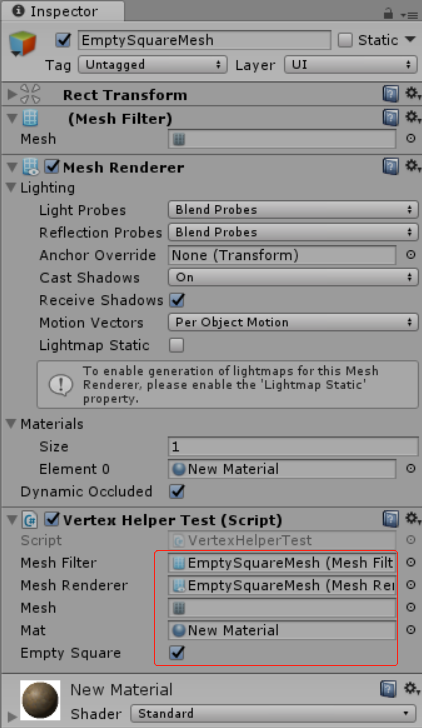 Inspector
EmptySquareMesh Static
Tag Untagged Layer UI
Rect Transform
(Mesh Filter)
Mesh
Mesh Renderer
Lighting
Light Probes Blend Probes
Reflection Probes Blend Probes
Anchor Override None (Transform)
Cast Shadows On
Receive Shadows
Motion Vectors Per Object Motion
Lightmap Static
To enable generation of lightmaps for this Mesh
Renderer, please enable the 'Lightmap Static'
property.
Materials
Size 1
Element 0 New Material
Dynamic Occluded
Vertex Helper Test (Script)
Script VertexHelperTest
Mesh Filter EmptySquareMesh (Mesh Filt
Mesh Renderer EmptySquareMesh (Mesh Rei
Mesh
Mat New Material
Empty Square
New Material
Shader Standard